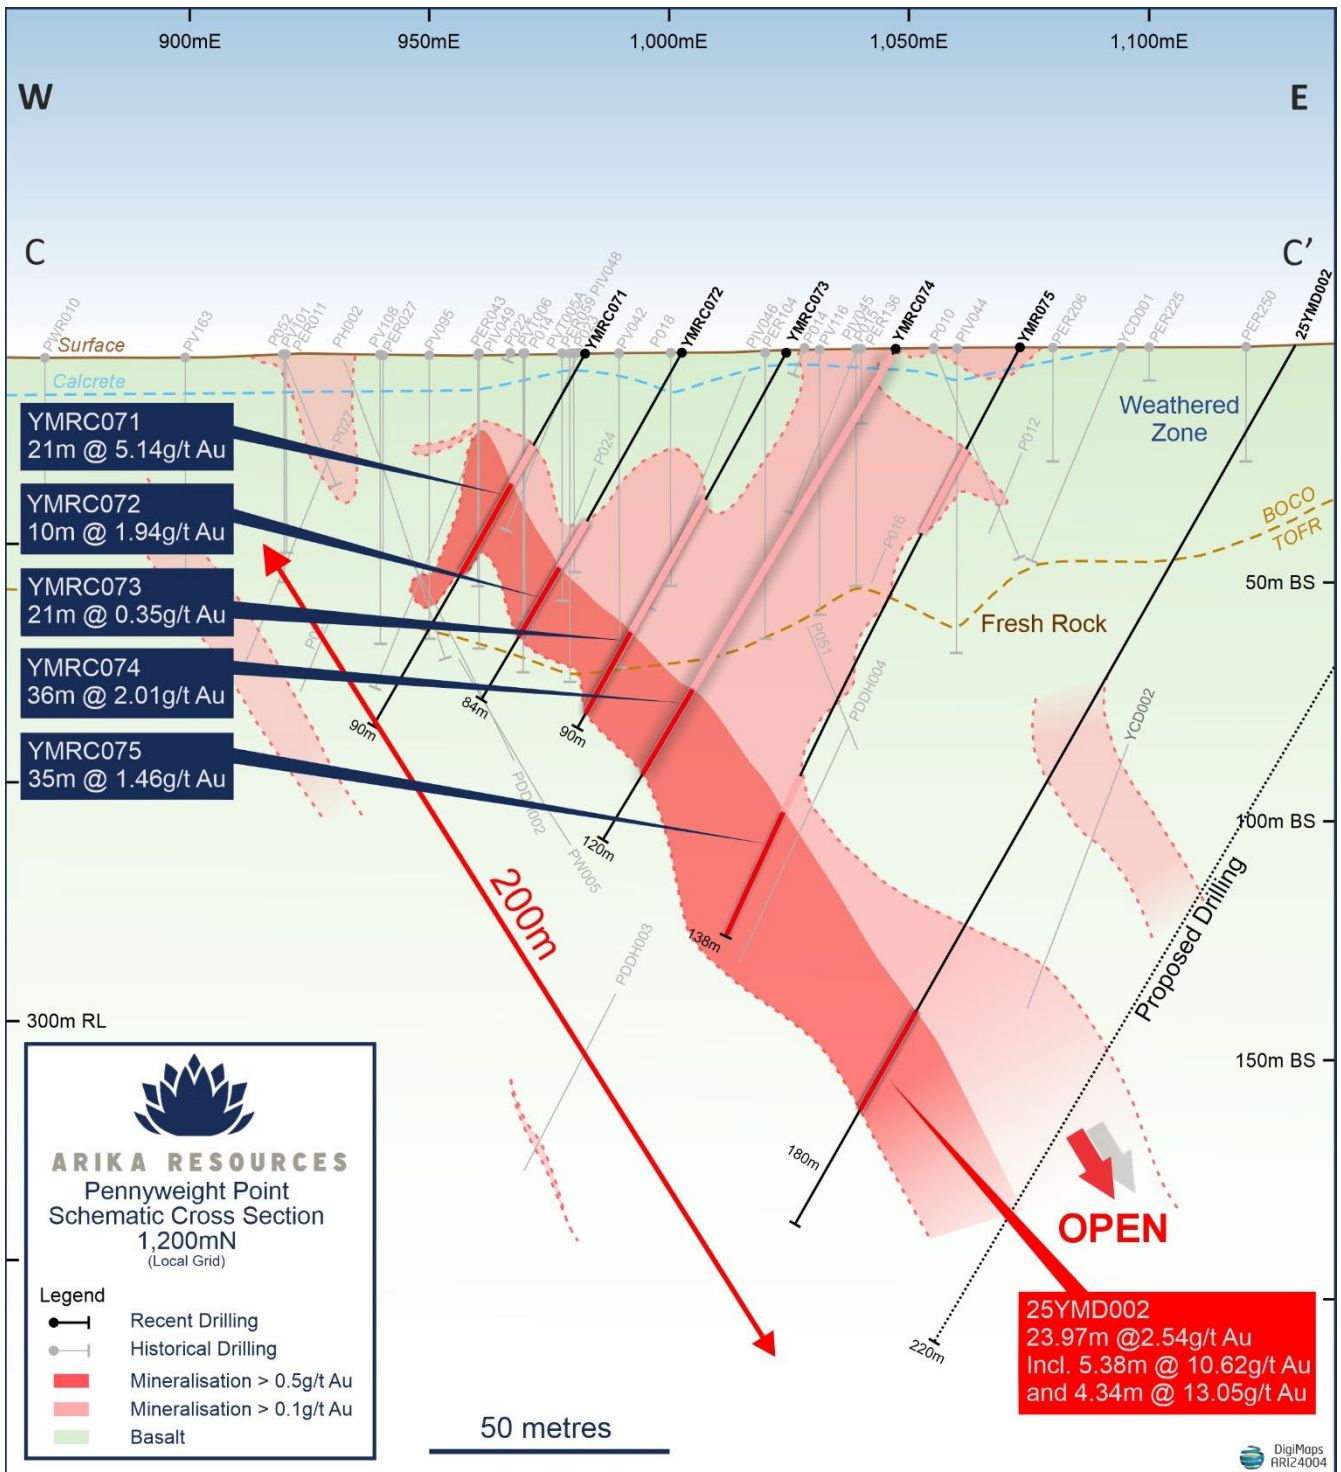 900mE
950mE
1,000mE
1,050mE
1,100mE
W
E
C
C'
PWR010
PV163
P052
PV101
PER011
PH002
PV108
PER027
PV095
PER043
PIV049
P022
PVT006
P014
PVT005A
PER059
PIV048
YMRC071
PIV042
P018
YMRC072
PIV046
PER104
YMRC073
P014
PV116
PIV045
P015
PER136
YMRC074
P010
PIV044
YMR075
PER206
YCD001
PER225
PER250
25YMD002
Surface
Calcrete
Weathered
Zone
P027
P024
P012
P016
BOCO
TOFR
YMRC071
21m @ 5.14g/t Au
YMRC072
10m @ 1.94g/t Au
YMRC073
21m @ 0.35g/t Au
YMRC074
36m @ 2.01g/t Au
YMRC075
35m @ 1.46g/t Au
50m BS
Fresh Rock
P051
PDDH004
YCD002
90m
84m
90m
120m
138m
180m
220m
PDDH002
PW005
PDDH003
100m BS
Proposed Drilling
200m
300m RL
150m BS
OPEN
25YMD002
23.97m @2.54g/t Au
Incl. 5.38m @ 10.62g/t Au
and 4.34m @ 13.05g/t Au
ARIKA RESOURCES
Pennyweight Point
Schematic Cross Section
1,200mN
(Local Grid)
Legend
Recent Drilling
Historical Drilling
Mineralisation > 0.5g/t Au
Mineralisation > 0.1g/t Au
Basalt
50 metres
DigiMaps
ARI24004